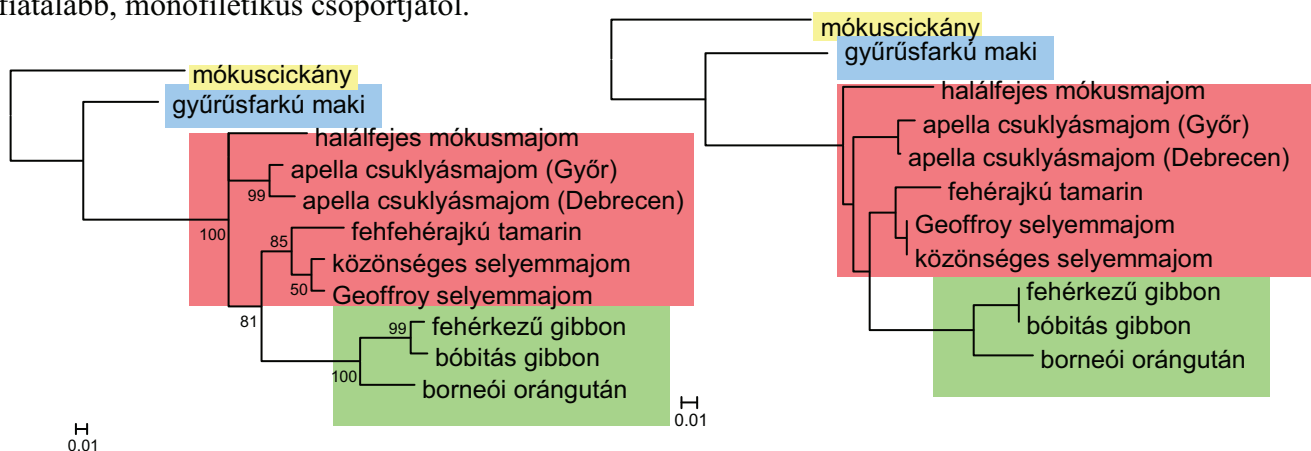 fiatalabb, monofiletikus csoportjától.
mókuscickány
gyűrűsfarkú maki
halálfejes mókusmajom
apella csuklyásmajom (Győr)
99
apella csuklyásmajom (Debrecen)
100
85
fehfehérajkú tamarin
közönséges selyemmajom
50
Geoffroy selyemmajom
81
99
fehérkezű gibbon
bóbitás gibbon
100
borneói orángután
0.01
mókuscickány
gyűrűsfarkú maki
halálfejes mókusmajom
apella csuklyásmajom (Győr)
apella csuklyásmajom (Debrecen)
fehérajkú tamarin
Geoffroy selyemmajom
közönséges selyemmajom
fehérkezű gibbon
bóbitás gibbon
borneói orángután
0.01